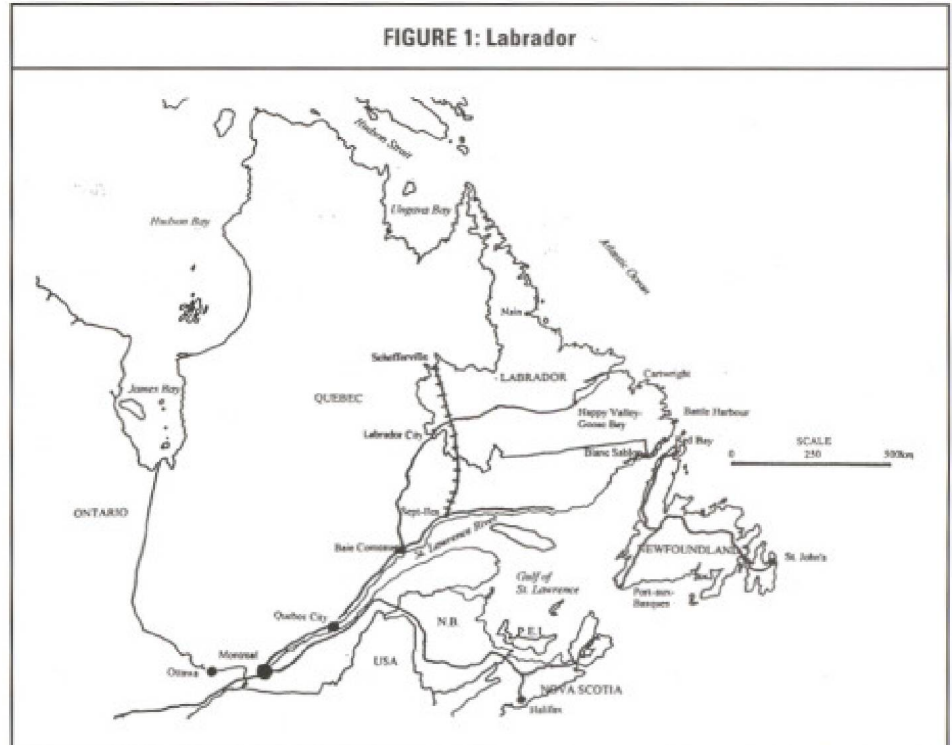 FIGURE 1: Labrador
Hudson Strait
Ungava Bay
Hudson Bay
Atlantic Ocean
Nain
Schefferville
LABRADOR
Cartwright
James Bay
QUEBEC
Happy Valley-
Goose Bay
Battle Harbour
Labrador City
Red Bay
Blanc Sablon
SCALE
0 250 500km
ONTARIO
Sept-Iles
St. Lawrence River
Baie Comeau
NEWFOUNDLAND
St. John's
Gulf of
St. Lawrence
Port-aux-
Basques
Quebec City
N.B.
P.E.I.
Montreal
USA
Ottawa
NOVA SCOTIA
Halifax